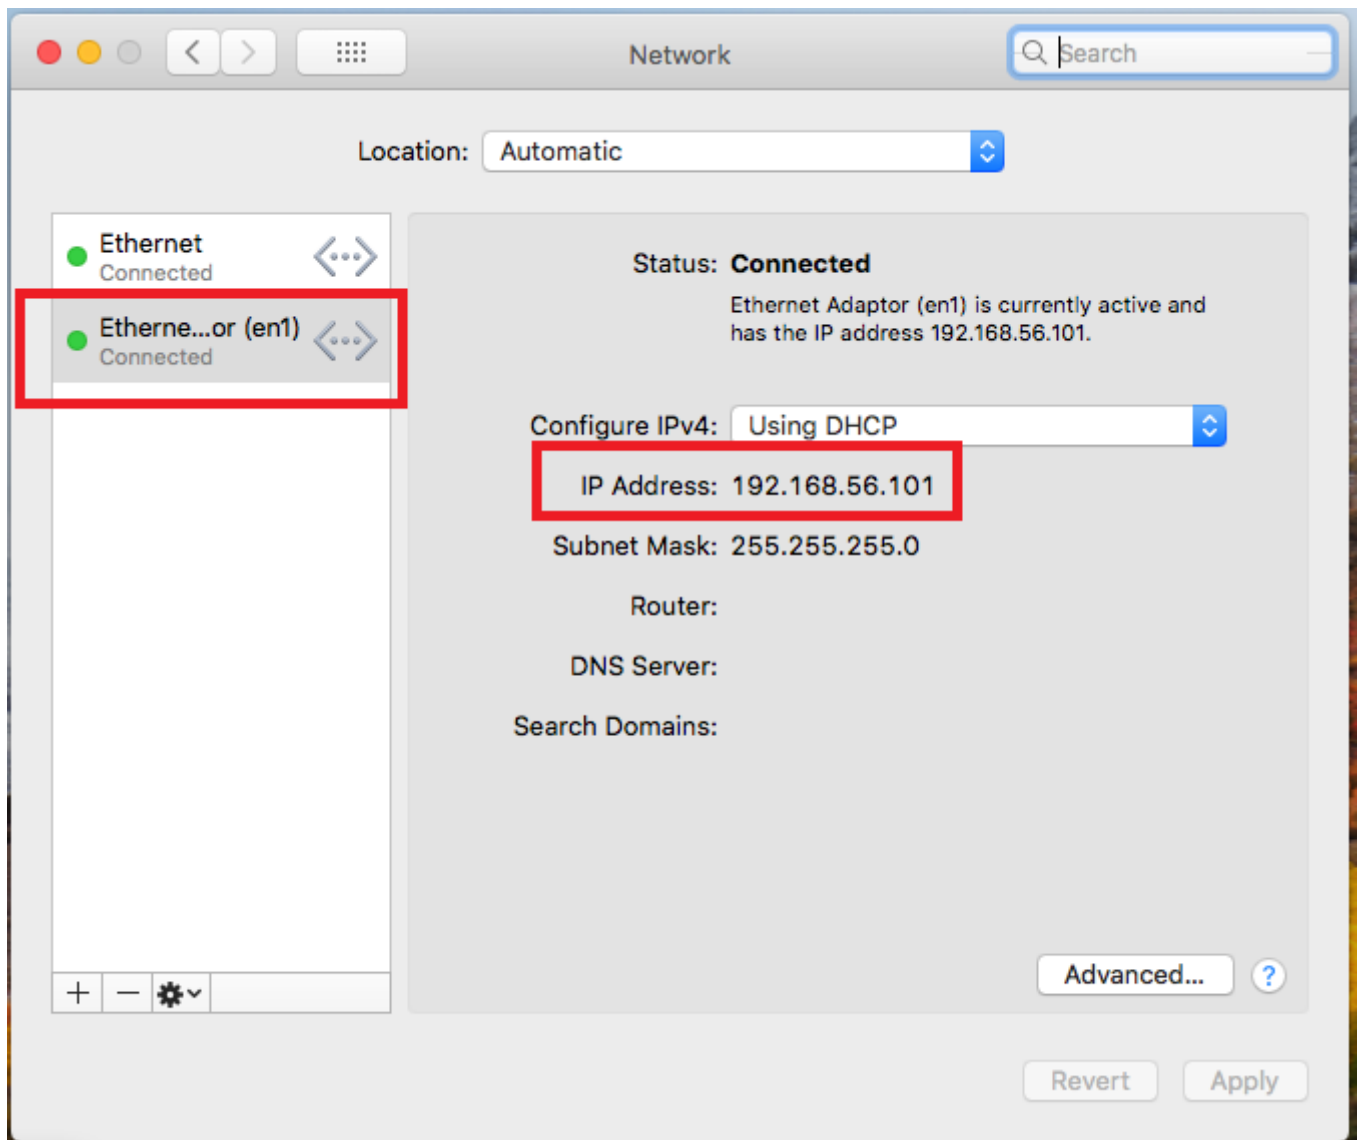 Network
Search
Location: Automatic
Ethernet
Connected
Etherne...or (en1)
Connected
Status: Connected
Ethernet Adaptor (en1) is currently active and
has the IP address 192.168.56.101.
Configure IPv4: Using DHCP
IP Address: 192.168.56.101
Subnet Mask: 255.255.255.0
Router:
DNS Server:
Search Domains:
Advanced...
?
Revert
Apply